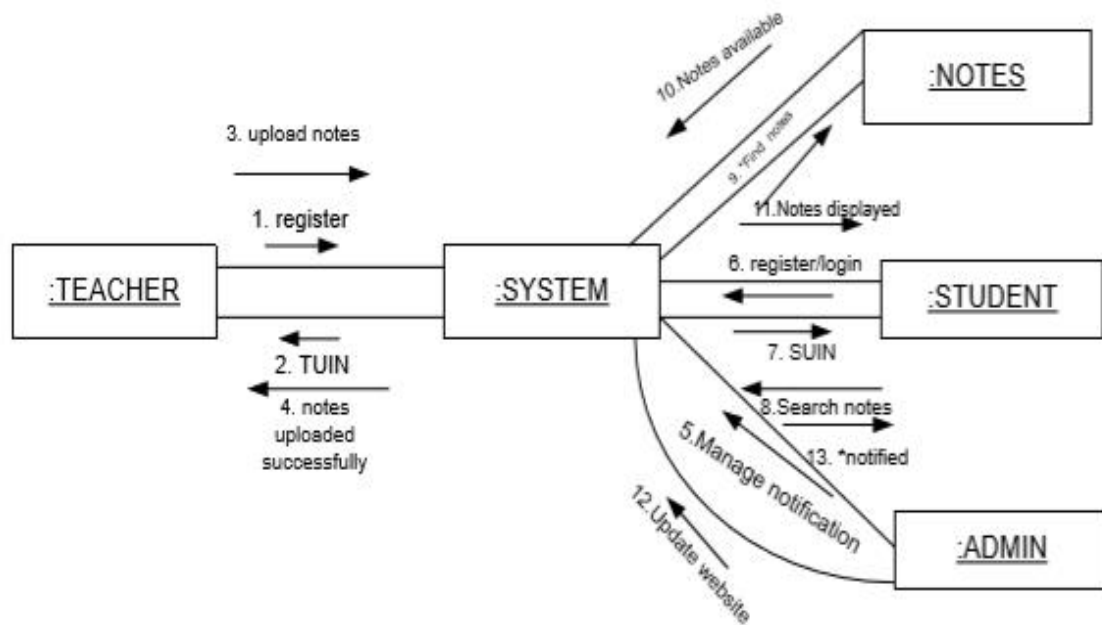 10.Notes available
:NOTES
3. upload notes
9. *Find notes
1. register
11.Notes displayed
:TEACHER
:SYSTEM
6. register/login
:STUDENT
2. TUIN
7. SUIN
4. notes
uploaded
successfully
8.Search notes
5.Manage notification
13. *notified
12.Update website
:ADMIN